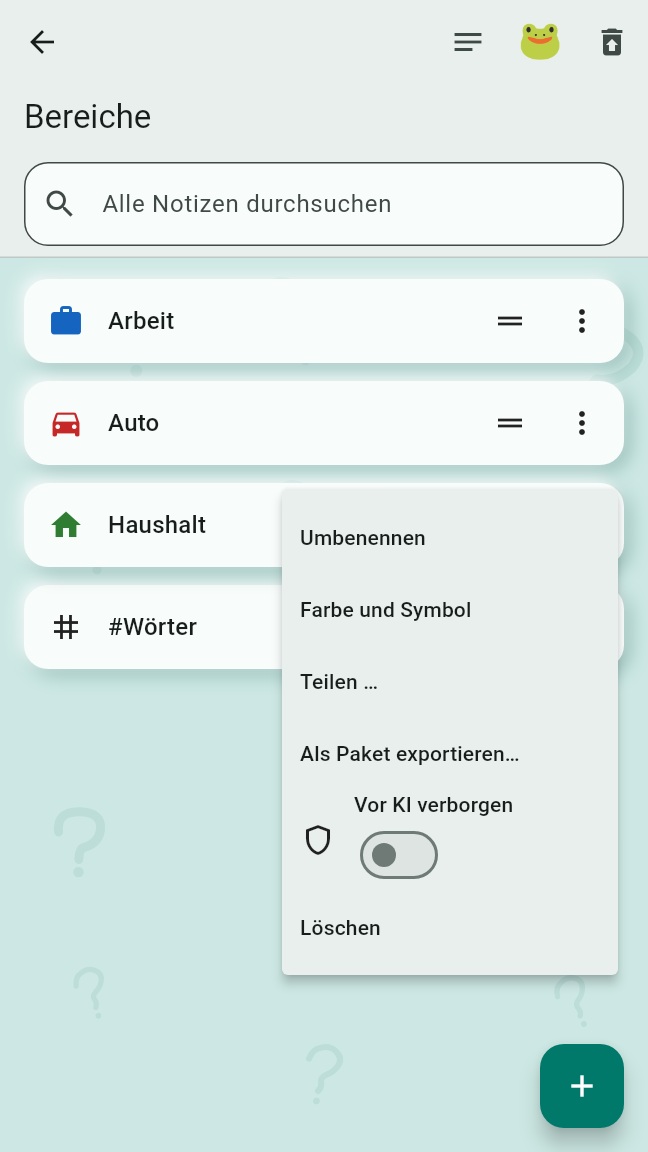 Bereiche
Alle Notizen durchsuchen
Arbeit
Auto
Haushalt
#Wörter
Umbenennen
Farbe und Symbol
Teilen …
Als Paket exportieren…
Vor KI verborgen
Löschen